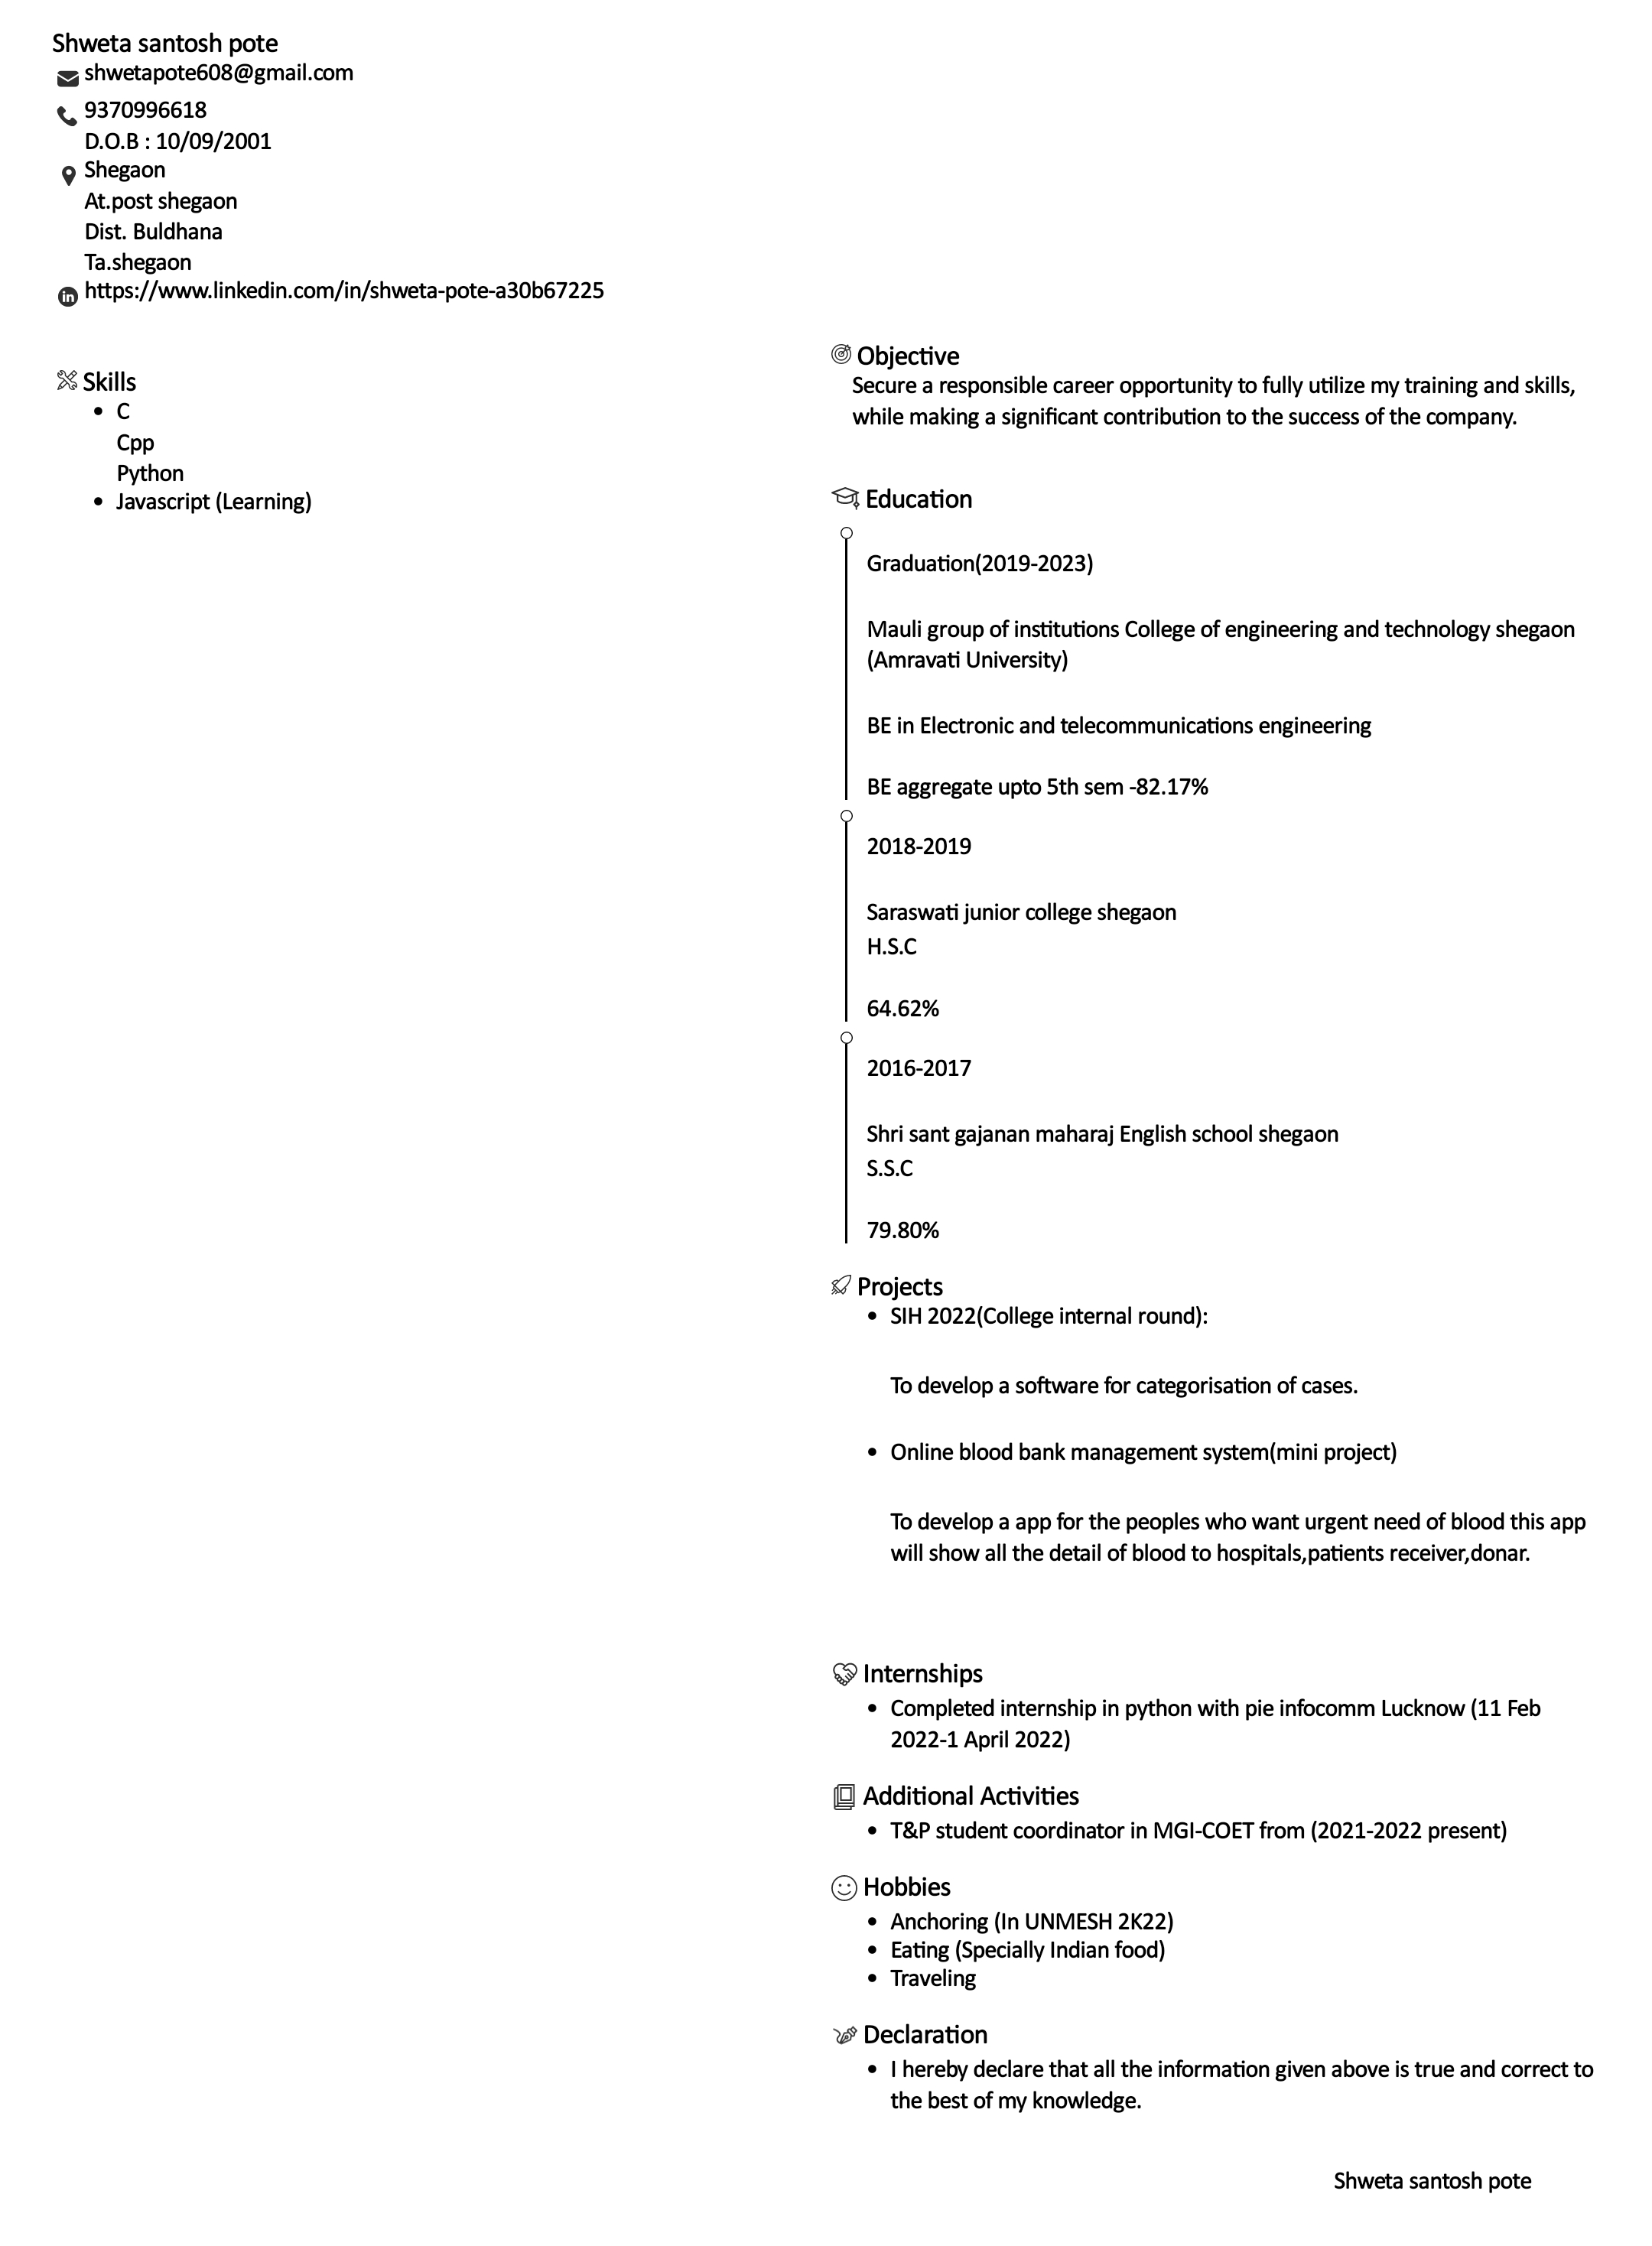 Shweta santosh pote
shwetapote608@gmail.com
9370996618
D.O.B : 10/09/2001
Shegaon
At.post shegaon
Dist. Buldhana
Ta.shegaon
https://www.linkedin.com/in/shweta-pote-a30b67225
Skills
• C
Cpp
Python
• Javascript (Learning)
Objective
Secure a responsible career opportunity to fully utilize my training and skills,
while making a significant contribution to the success of the company.
Education
Graduation(2019-2023)
Mauli group of institutions College of engineering and technology shegaon
(Amravati University)
BE in Electronic and telecommunications engineering
BE aggregate upto 5th sem -82.17%
2018-2019
Saraswati junior college shegaon
H.S.C
64.62%
2016-2017
Shri sant gajanan maharaj English school shegaon
S.S.C
79.80%
Projects
• SIH 2022(College internal round):
To develop a software for categorisation of cases.
• Online blood bank management system(mini project)
To develop a app for the peoples who want urgent need of blood this app
will show all the detail of blood to hospitals,patients receiver,donar.
Internships
• Completed internship in python with pie infocomm Lucknow (11 Feb
2022-1 April 2022)
Additional Activities
• T&P student coordinator in MGI-COET from (2021-2022 present)
Hobbies
• Anchoring (In UNMESH 2K22)
• Eating (Specially Indian food)
• Traveling
Declaration
• I hereby declare that all the information given above is true and correct to
the best of my knowledge.
Shweta santosh pote